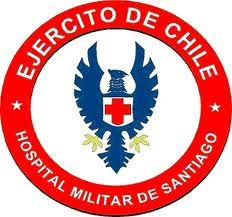 EJERCITO DE CHILE
HOSPITAL MILITAR DE SANTIAGO